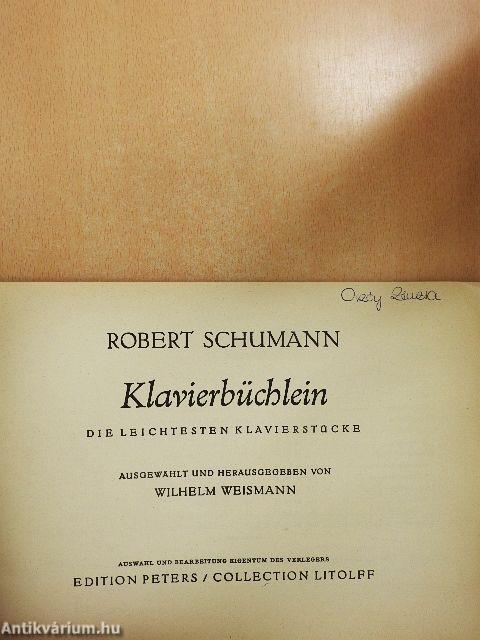 ROBERT SCHUMANN
Klavierbüchlein
DIE LEICHTESTEN KLAVIERSTÜCKE
AUSGEWÄHLT UND HERAUSGEGEBEN VON
WILHELM WEISMANN
AUSWAHL UND BEARBEITUNG EIGENTUM DES VERLEGERS
EDITION PETERS / COLLECTION LITOLFF
Antikvárium.hu